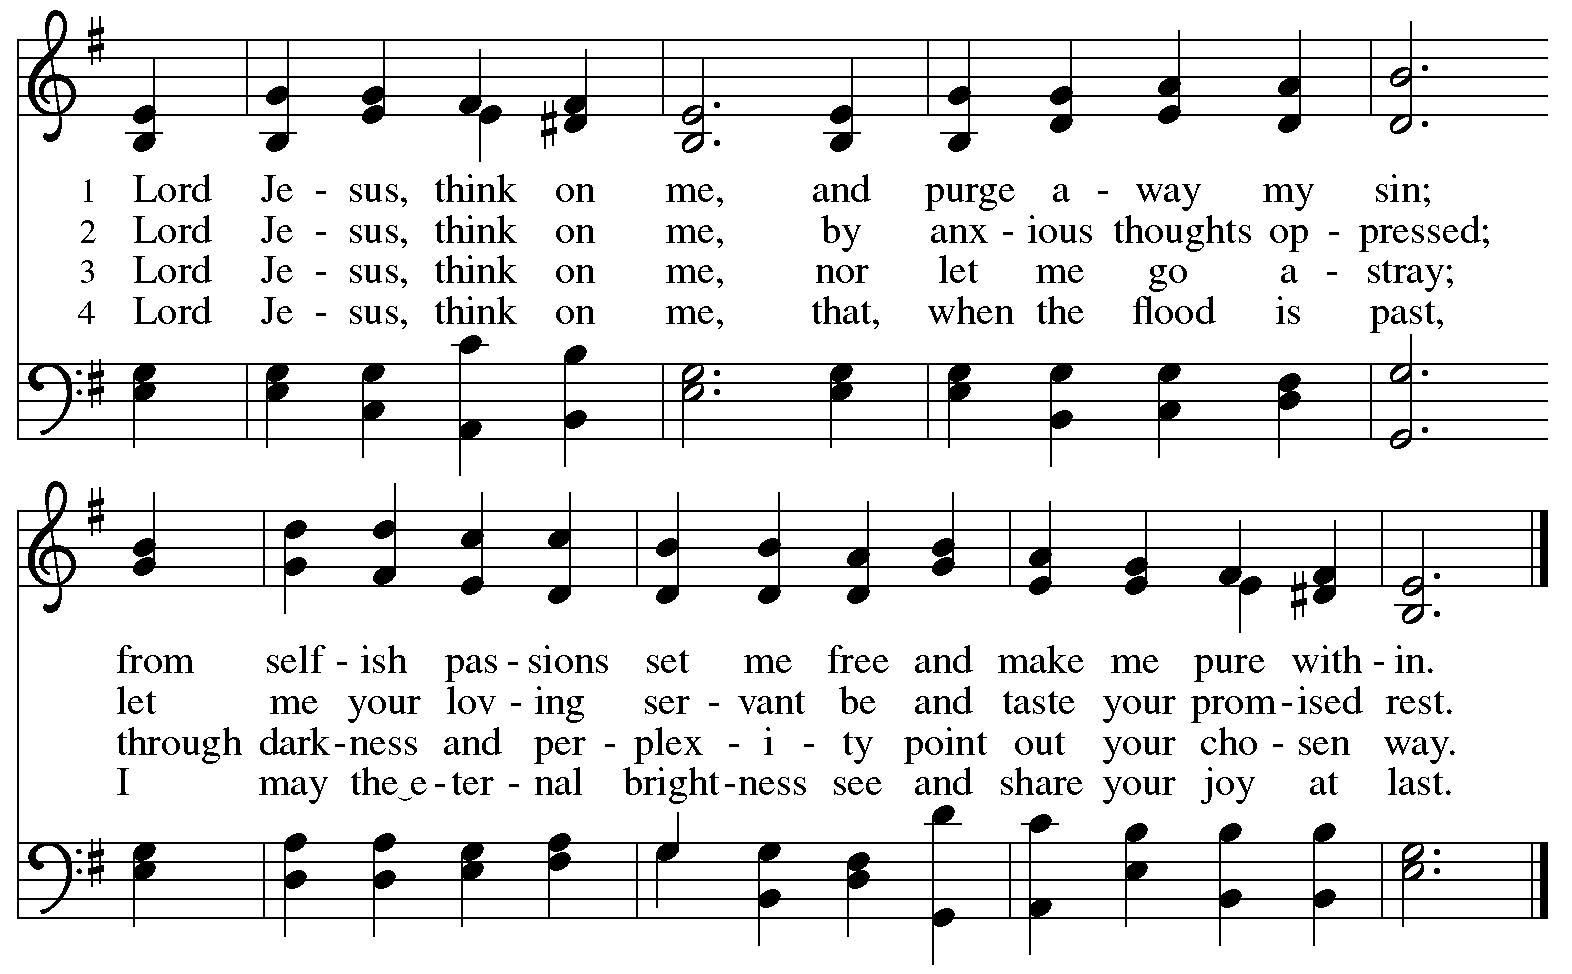 1 Lord Je - sus, think on me, and purge a - way my sin;
2 Lord Je - sus, think on me, by anx - ious thoughts op - pressed;
3 Lord Je - sus, think on me, nor let me go a - stray;
4 Lord Je - sus, think on me, that, when the flood is past,
from self - ish pas - sions set me free and make me pure with - in.
let me your lov - ing ser - vant be and taste your prom - ised rest.
through dark - ness and per - plex - i - ty point out your cho - sen way.
I may the‿e - ter - nal bright - ness see and share your joy at last.